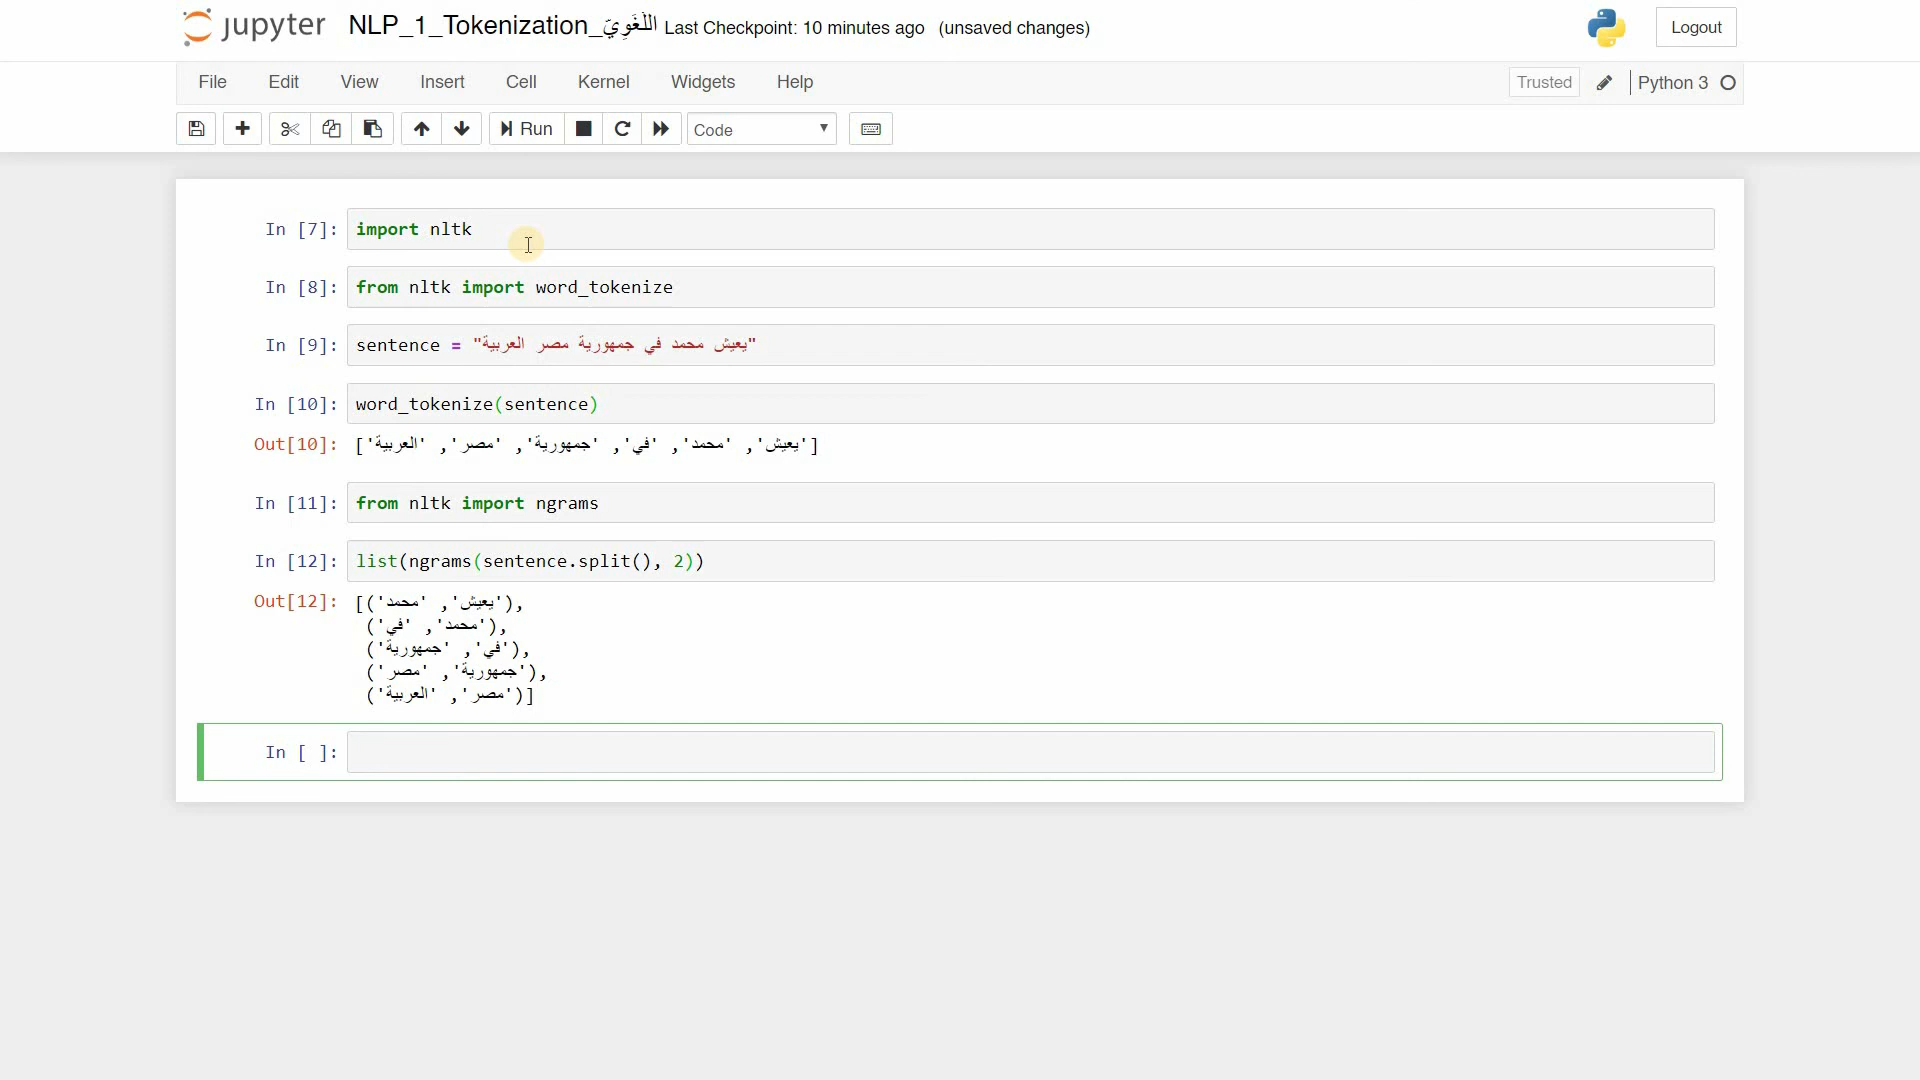 jupyter NLP_1_Tokenization_اللّغَوِيّ Last Checkpoint: 10 minutes ago (unsaved changes)
Logout
File Edit View Insert Cell Kernel Widgets Help
Trusted Python 3
Run Code
In [7]: import nltk
In [8]: from nltk import word_tokenize
In [9]: sentence = "يعيش محمد في جمهورية مصر العربية"
In [10]: word_tokenize(sentence)
Out[10]: ['يعيش', 'محمد', 'في', 'جمهورية', 'مصر', 'العربية']
In [11]: from nltk import ngrams
In [12]: list(ngrams(sentence.split(), 2))
Out[12]: [('يعيش', 'محمد'),
('محمد', 'في'),
('في', 'جمهورية'),
('جمهورية', 'مصر'),
('مصر', 'العربية')]
In [ ]: